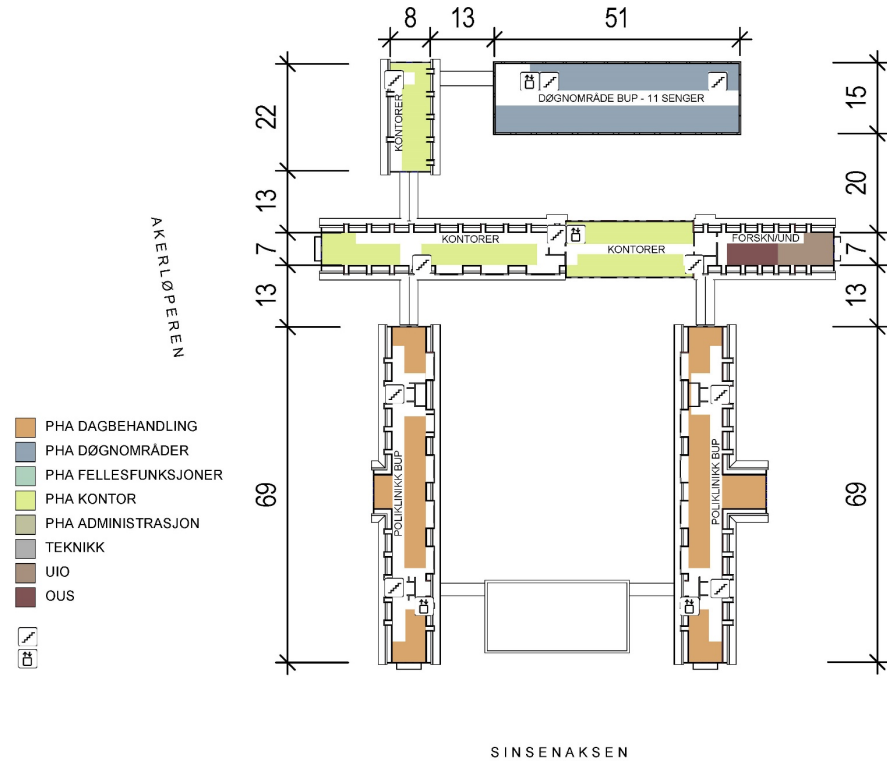 8 13 51
22
15
DØGNOMRÅDE BUP - 11 SENGER
KONTORER
13
20
AKERLØPEREN
KONTORER
FORSKN/UND
KONTORER
7
7
13
13
PHA DAGBEHANDLING
PHA DØGNOMRÅDER
PHA FELLESFUNKSJONER
PHA KONTOR
PHA ADMINISTRASJON
TEKNIKK
UIO
OUS
69
POLIKLINIKK BUP
POLIKLINIKK BUP
69
SINSENAKSEN